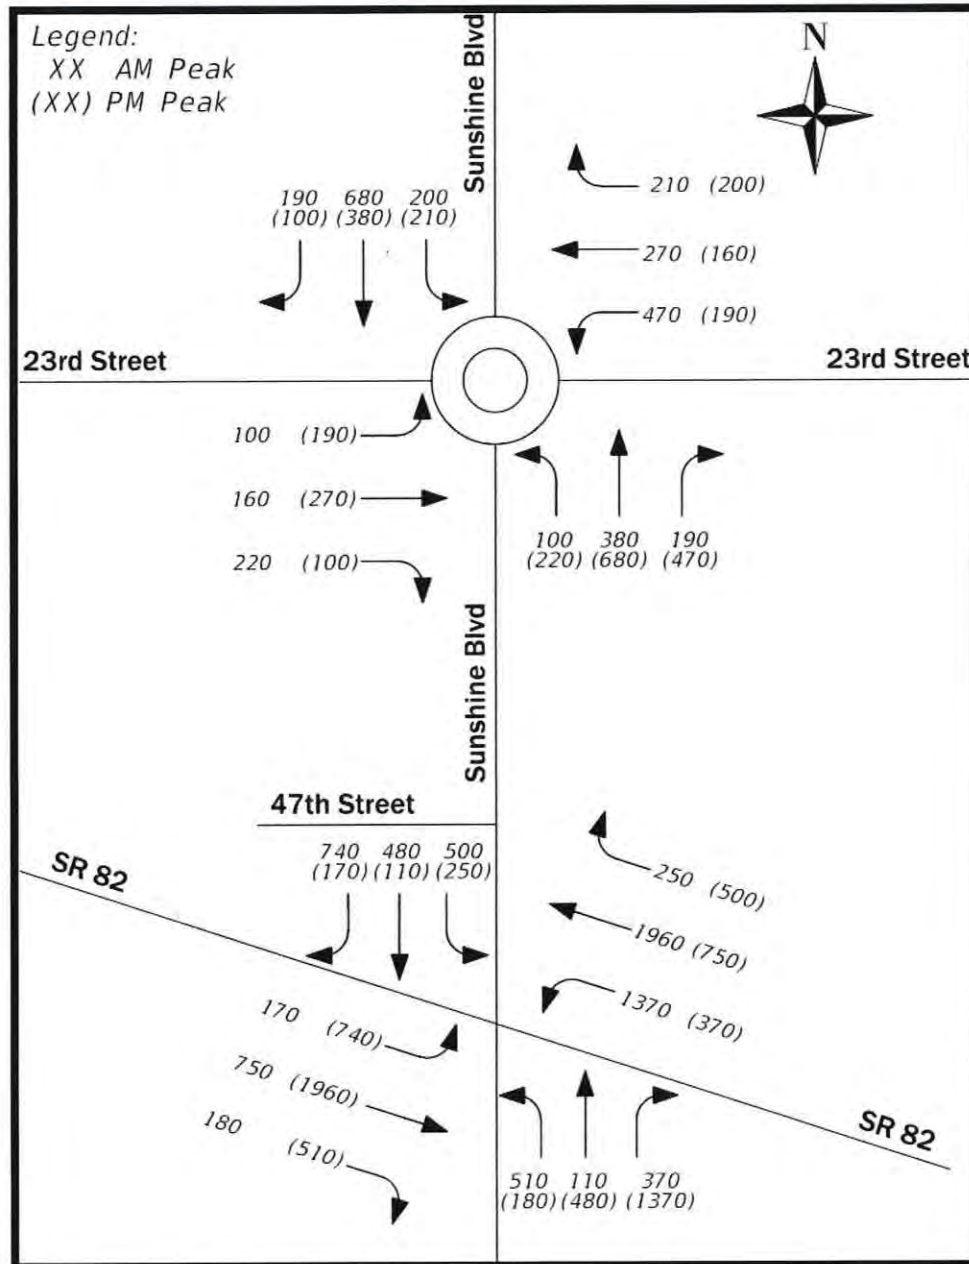 Legend:
XX AM Peak
(XX) PM Peak
Sunshine Blvd
N
190 680 200
(100) (380) (210)
210 (200)
270 (160)
470 (190)
23rd Street
23rd Street
100 (190)
160 (270)
220 (100)
100 380 190
(220) (680) (470)
Sunshine Blvd
47th Street
740 480 500
(170) (110) (250)
SR 82
250 (500)
1960 (750)
1370 (370)
170 (740)
750 (1960)
180 (510)
510 110 370
(180) (480) (1370)
SR 82